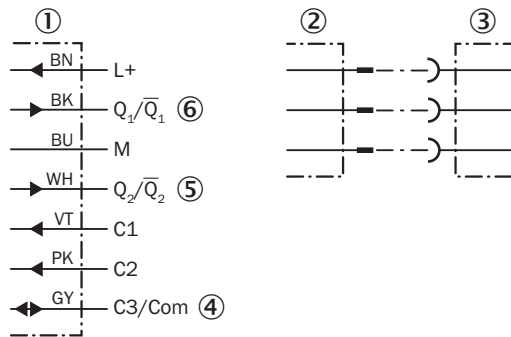 ① ② ③
BN L+
BK Q₁/Q̅₁ ⑥
BU M
WH Q₂/Q̅₂ ⑤
VT C1
PK C2
GY C3/Com ④